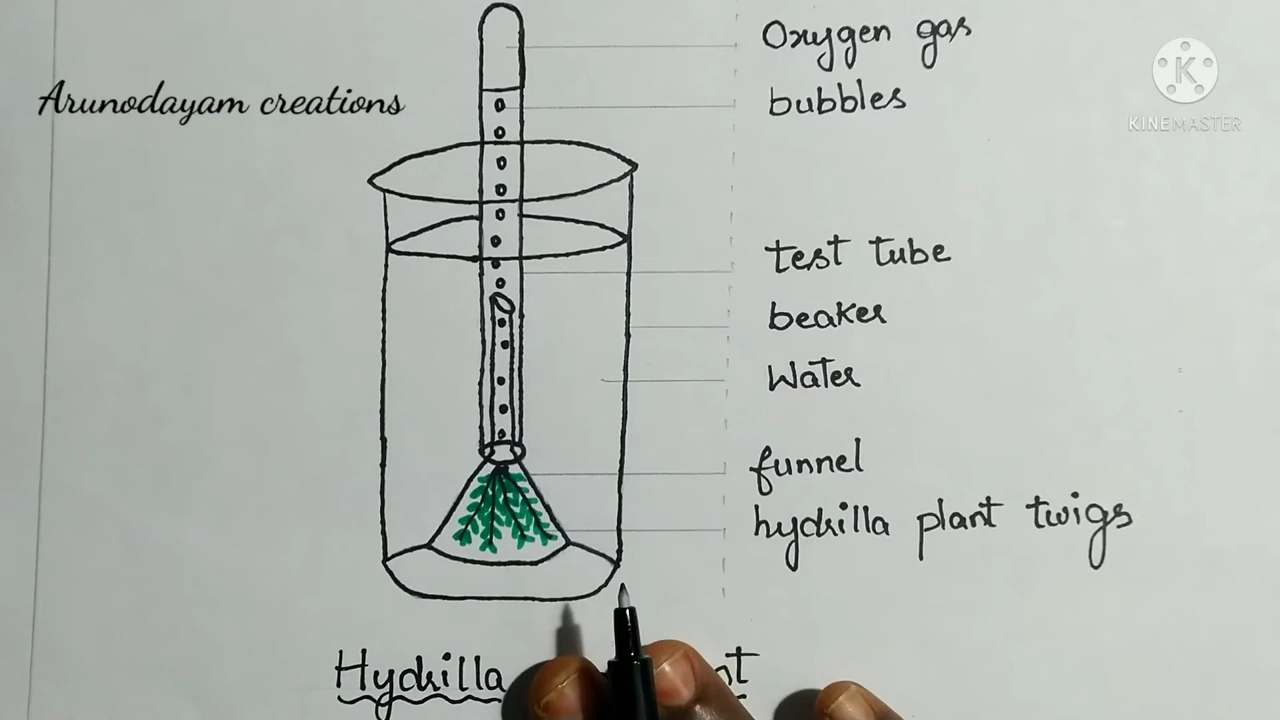 Oxygen gas
Arunodayam creations
bubbles
KINEMASTER
test tube
beaker
Water
funnel
hydrilla plant twigs
Hydrilla